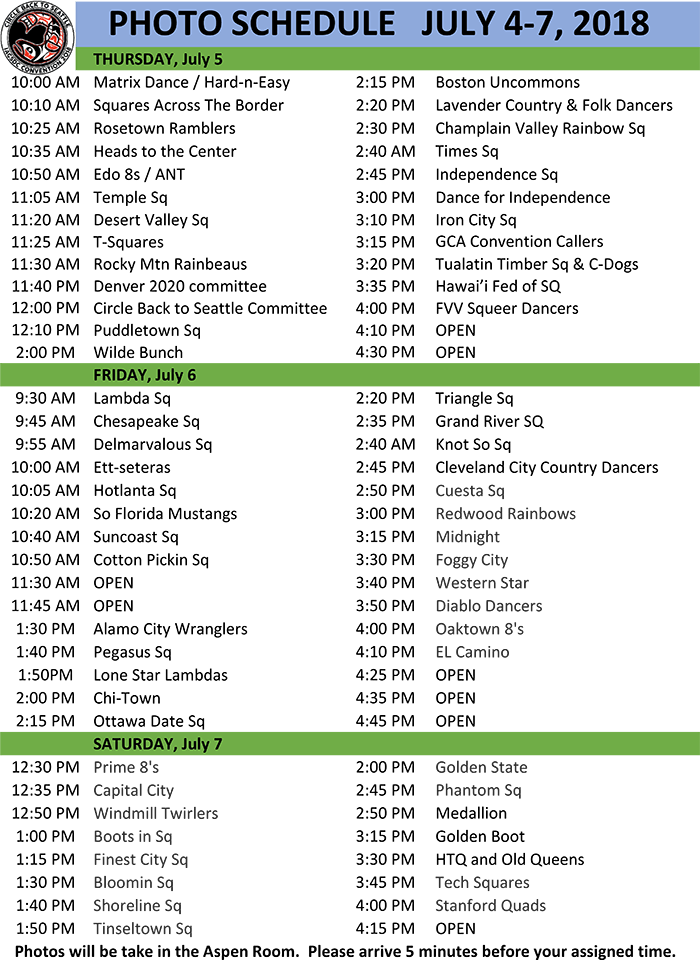 CIRCLE BACK TO SEATTLE
IAGSDC CONVENTION 2018
PHOTO SCHEDULE JULY 4-7, 2018
THURSDAY, July 5
10:00 AM Matrix Dance / Hard-n-Easy 2:15 PM Boston Uncommons
10:10 AM Squares Across The Border 2:20 PM Lavender Country & Folk Dancers
10:25 AM Rosetown Ramblers 2:30 PM Champlain Valley Rainbow Sq
10:35 AM Heads to the Center 2:40 AM Times Sq
10:50 AM Edo 8s / ANT 2:45 PM Independence Sq
11:05 AM Temple Sq 3:00 PM Dance for Independence
11:20 AM Desert Valley Sq 3:10 PM Iron City Sq
11:25 AM T-Squares 3:15 PM GCA Convention Callers
11:30 AM Rocky Mtn Rainbeaus 3:20 PM Tualatin Timber Sq & C-Dogs
11:40 PM Denver 2020 committee 3:35 PM Hawai’i Fed of SQ
12:00 PM Circle Back to Seattle Committee 4:00 PM FVV Squeer Dancers
12:10 PM Puddletown Sq 4:10 PM OPEN
2:00 PM Wilde Bunch 4:30 PM OPEN
FRIDAY, July 6
9:30 AM Lambda Sq 2:20 PM Triangle Sq
9:45 AM Chesapeake Sq 2:35 PM Grand River SQ
9:55 AM Delmarvalous Sq 2:40 AM Knot So Sq
10:00 AM Ett-seteras 2:45 PM Cleveland City Country Dancers
10:05 AM Hotlanta Sq 2:50 PM Cuesta Sq
10:20 AM So Florida Mustangs 3:00 PM Redwood Rainbows
10:40 AM Suncoast Sq 3:15 PM Midnight
10:50 AM Cotton Pickin Sq 3:30 PM Foggy City
11:30 AM OPEN 3:40 PM Western Star
11:45 AM OPEN 3:50 PM Diablo Dancers
1:30 PM Alamo City Wranglers 4:00 PM Oaktown 8's
1:40 PM Pegasus Sq 4:10 PM EL Camino
1:50PM Lone Star Lambdas 4:25 PM OPEN
2:00 PM Chi-Town 4:35 PM OPEN
2:15 PM Ottawa Date Sq 4:45 PM OPEN
SATURDAY, July 7
12:30 PM Prime 8's 2:00 PM Golden State
12:35 PM Capital City 2:45 PM Phantom Sq
12:50 PM Windmill Twirlers 2:50 PM Medallion
1:00 PM Boots in Sq 3:15 PM Golden Boot
1:15 PM Finest City Sq 3:30 PM HTQ and Old Queens
1:30 PM Bloomin Sq 3:45 PM Tech Squares
1:40 PM Shoreline Sq 4:00 PM Stanford Quads
1:50 PM Tinseltown Sq 4:15 PM OPEN
Photos will be take in the Aspen Room. Please arrive 5 minutes before your assigned time.